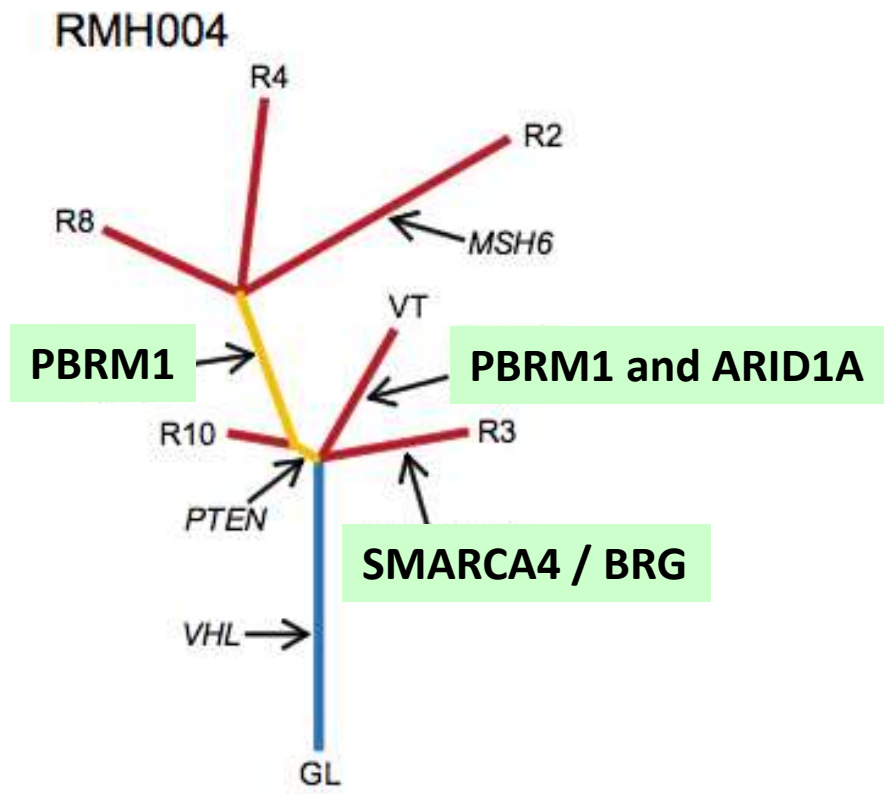 RMH004
R4
R2
R8
MSH6
VT
PBRM1
PBRM1 and ARID1A
R10
R3
PTEN
SMARCA4 / BRG
VHL
GL